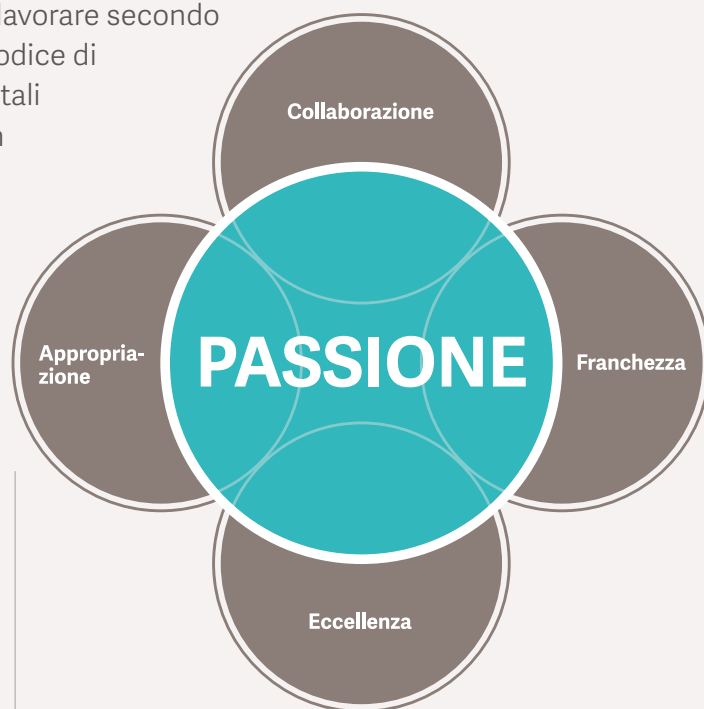 lavorare secondo
odice di
tali
Collaborazione
Appropria-
zione
PASSIONE
Franchezza
Eccellenza